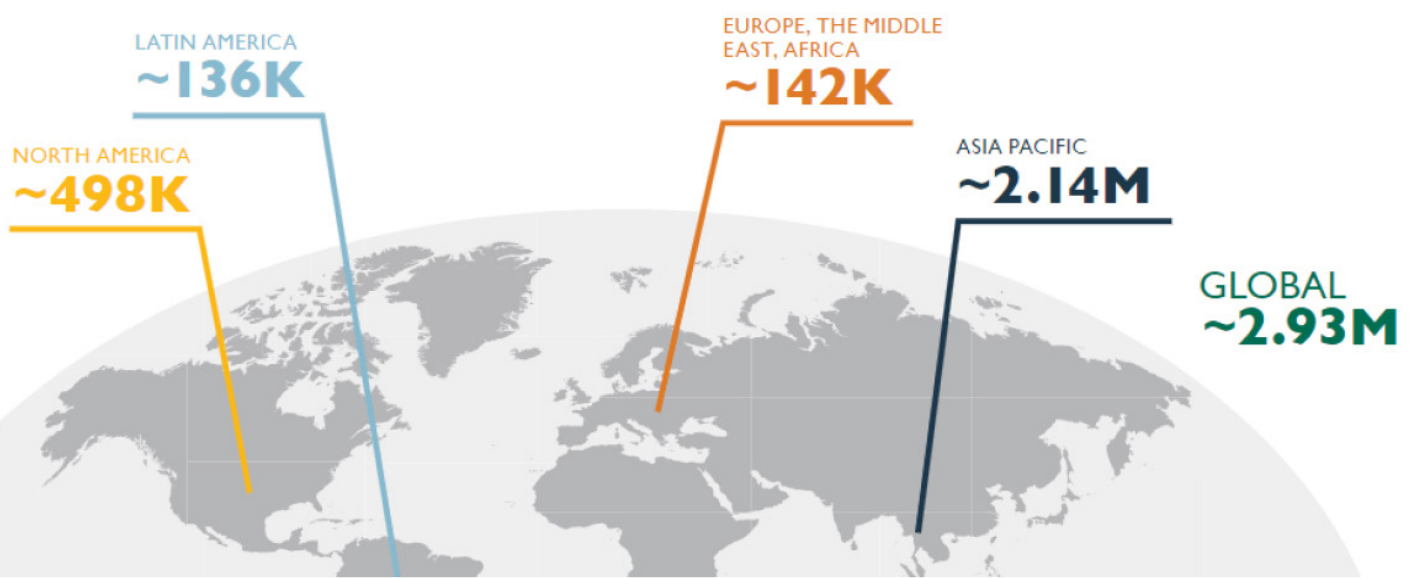 LATIN AMERICA
~136K
EUROPE, THE MIDDLE
EAST, AFRICA
~142K
NORTH AMERICA
~498K
ASIA PACIFIC
~2.14M
GLOBAL
~2.93M